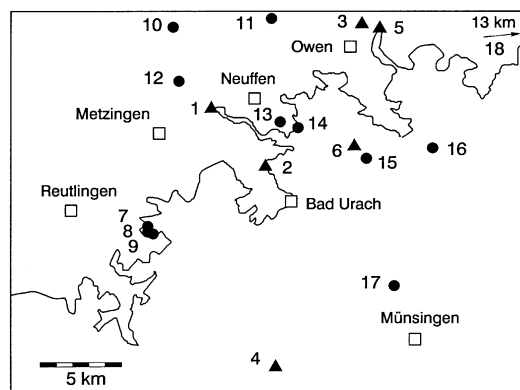 10
11
3
5
13 km
18
Owen
12
Neuffen
1
Metzingen
13
14
6
15
16
2
Reutlingen
Bad Urach
7
8
9
17
Münsingen
4
5 km